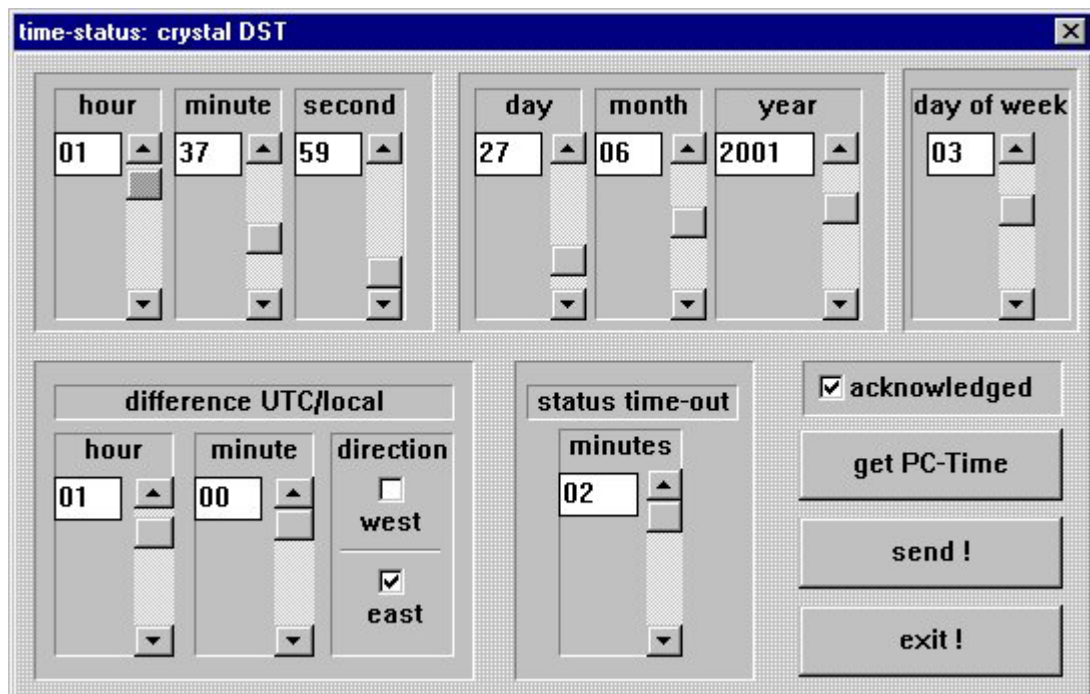 time-status: crystal DST
hour minute second
01 37 59
day month year
27 06 2001
day of week
03
difference UTC/local
hour minute direction
01 00
west
east
status time-out
minutes
02
acknowledged
get PC-Time
send !
exit !